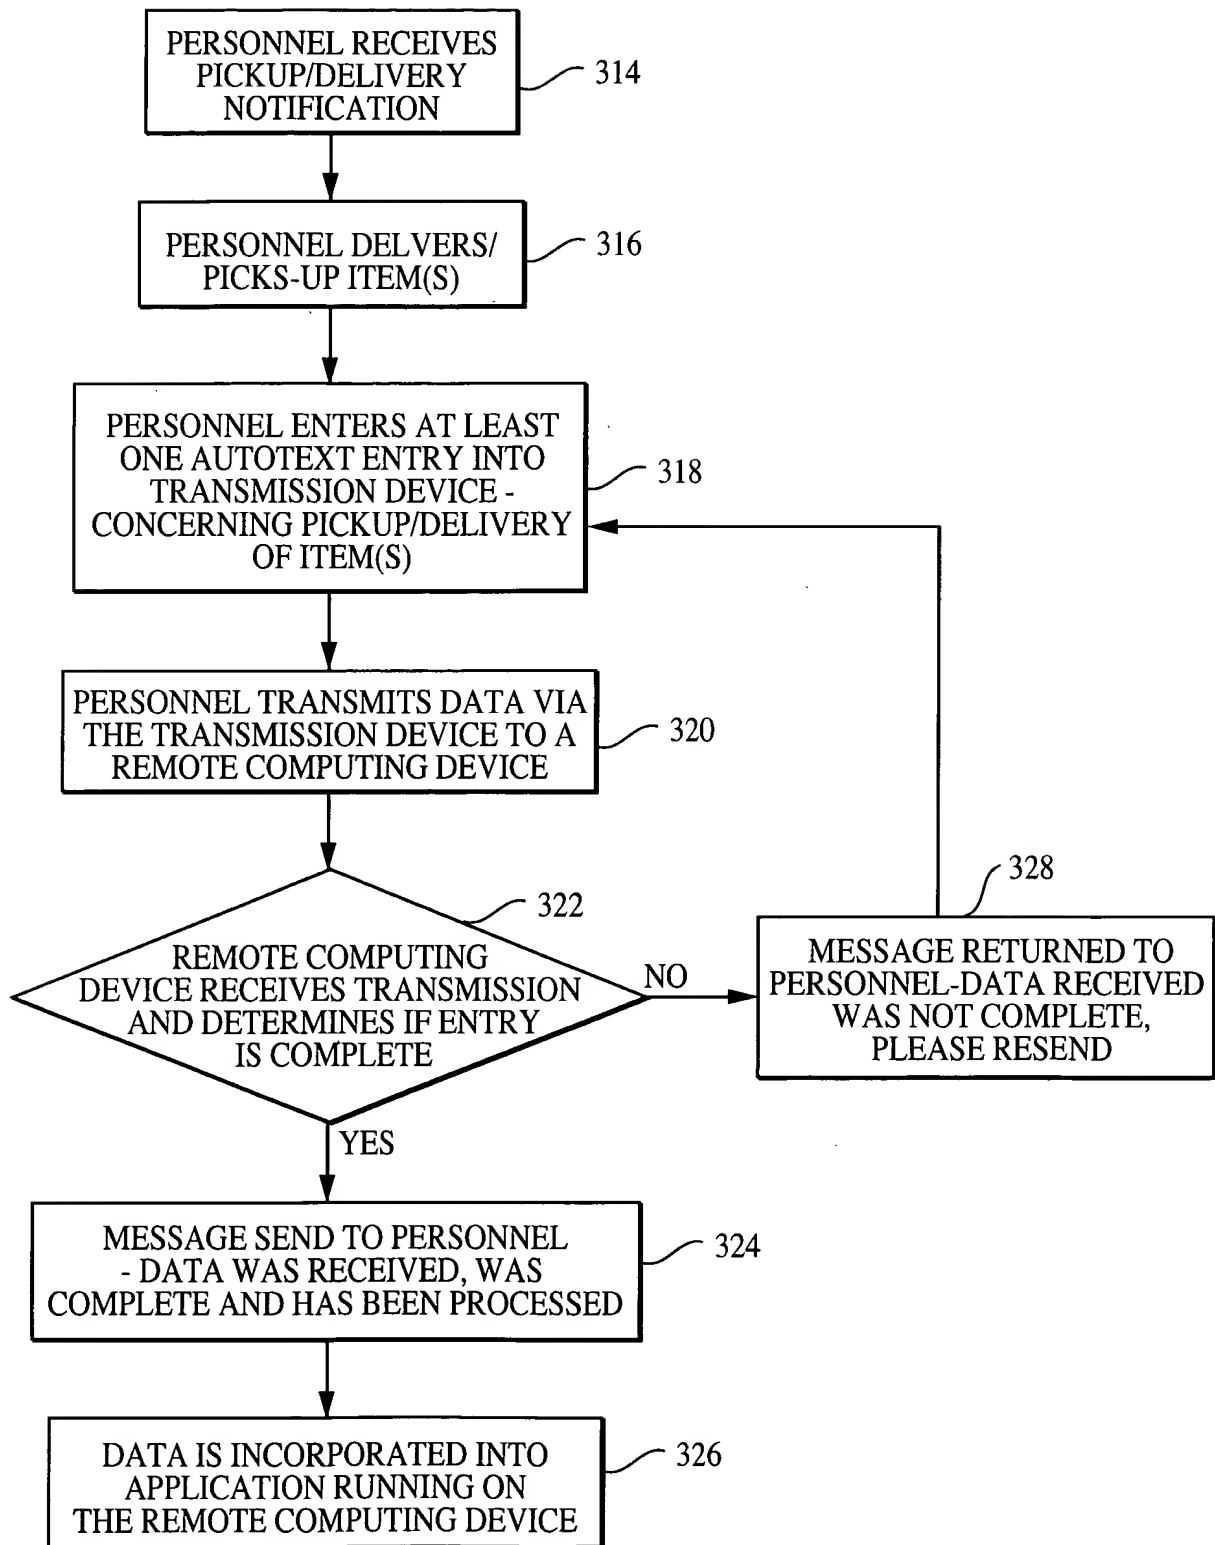 PERSONNEL RECEIVES
PICKUP/DELIVERY
NOTIFICATION
314
PERSONNEL DELVERS/
PICKS-UP ITEM(S)
316
PERSONNEL ENTERS AT LEAST
ONE AUTOTEXT ENTRY INTO
TRANSMISSION DEVICE -
CONCERNING PICKUP/DELIVERY
OF ITEM(S)
318
PERSONNEL TRANSMITS DATA VIA
THE TRANSMISSION DEVICE TO A
REMOTE COMPUTING DEVICE
320
REMOTE COMPUTING
DEVICE RECEIVES TRANSMISSION
AND DETERMINES IF ENTRY
IS COMPLETE
322
NO
328
MESSAGE RETURNED TO
PERSONNEL-DATA RECEIVED
WAS NOT COMPLETE,
PLEASE RESEND
YES
MESSAGE SEND TO PERSONNEL
- DATA WAS RECEIVED, WAS
COMPLETE AND HAS BEEN PROCESSED
324
DATA IS INCORPORATED INTO
APPLICATION RUNNING ON
THE REMOTE COMPUTING DEVICE
326